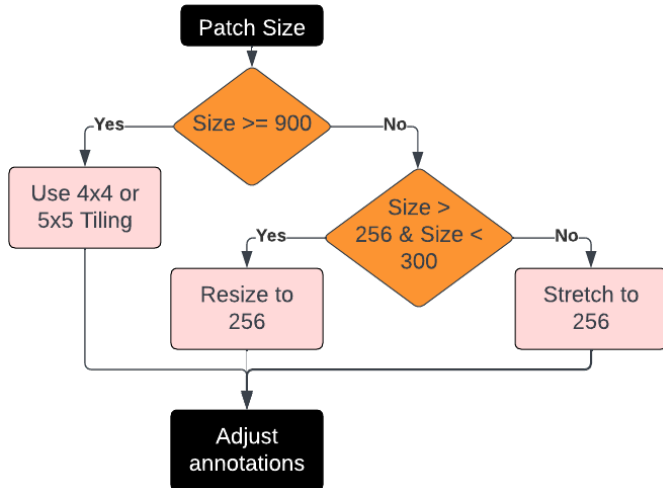 Patch Size
Size >= 900
Yes
No
Use 4x4 or
5x5 Tiling
Size >
256 & Size <
300
Yes
No
Resize to
256
Stretch to
256
Adjust
annotations